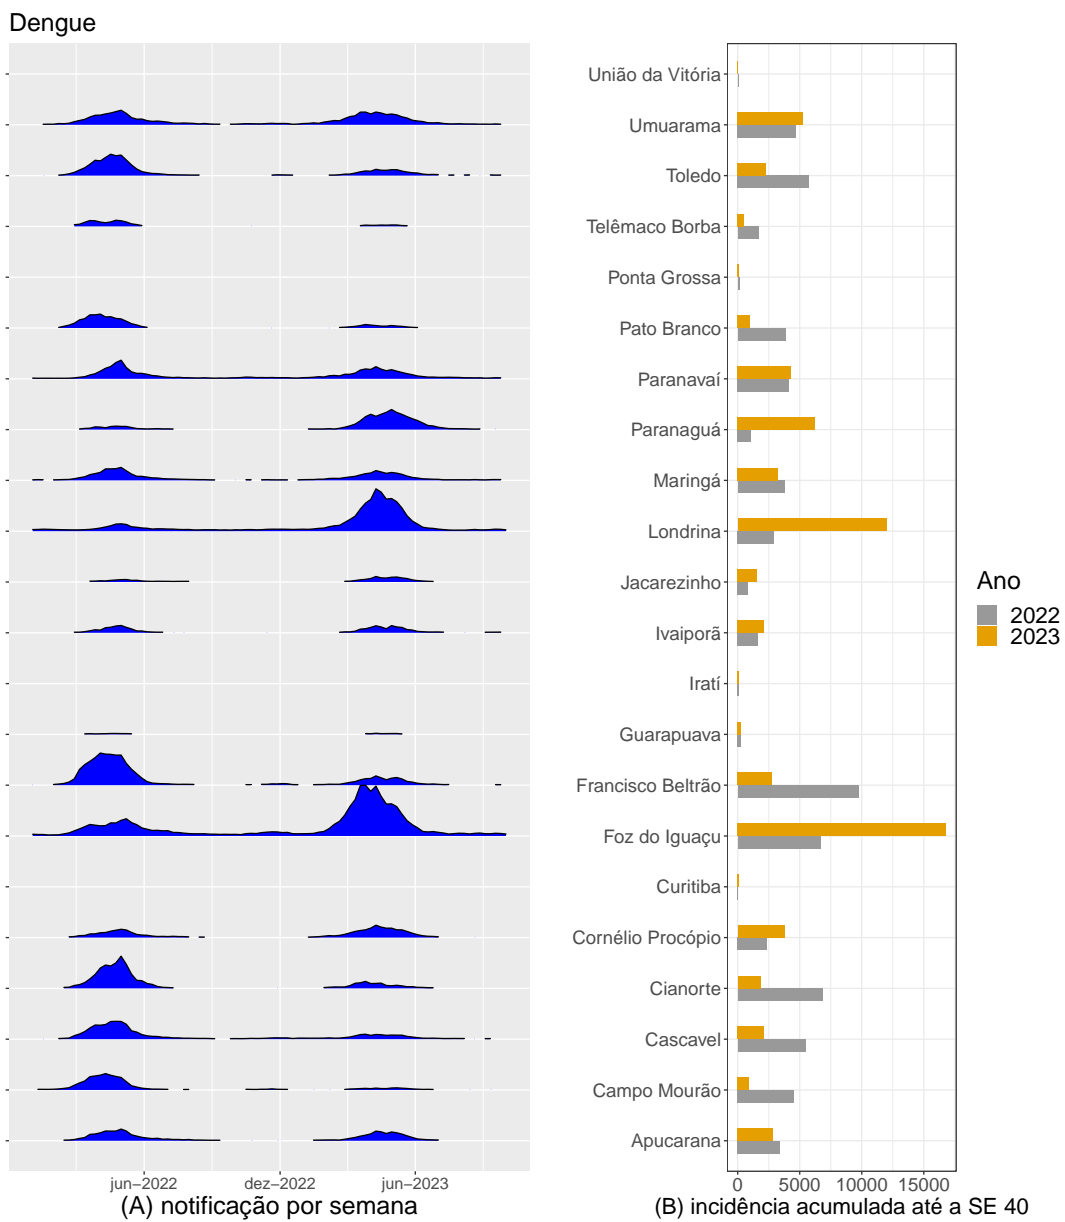 Dengue
União da Vitória
Umuarama
Toledo
Telêmaco Borba
Ponta Grossa
Pato Branco
Paranavaí
Paranaguá
Maringá
Londrina
Jacarezinho
Ivaiporã
Iratí
Guarapuava
Francisco Beltrão
Foz do Iguaçu
Curitiba
Cornélio Procópio
Cianorte
Cascavel
Campo Mourão
Apucarana
Ano
2022
2023
jun–2022 dez–2022 jun–2023
0 5000 10000 15000
(A) notificação por semana
(B) incidência acumulada até a SE 40